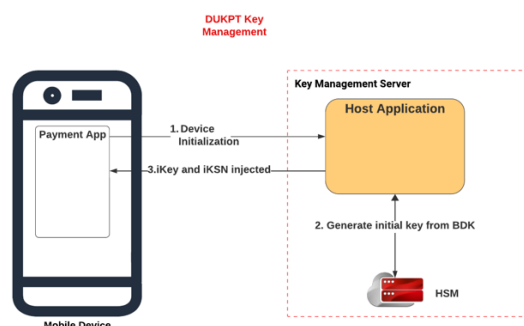 DUKPT Key
Management
Key Management Server
Host Application
Payment App
1. Device
Initialization
3.iKey and iKSN injected
2. Generate initial key from BDK
HSM
Mobile Device